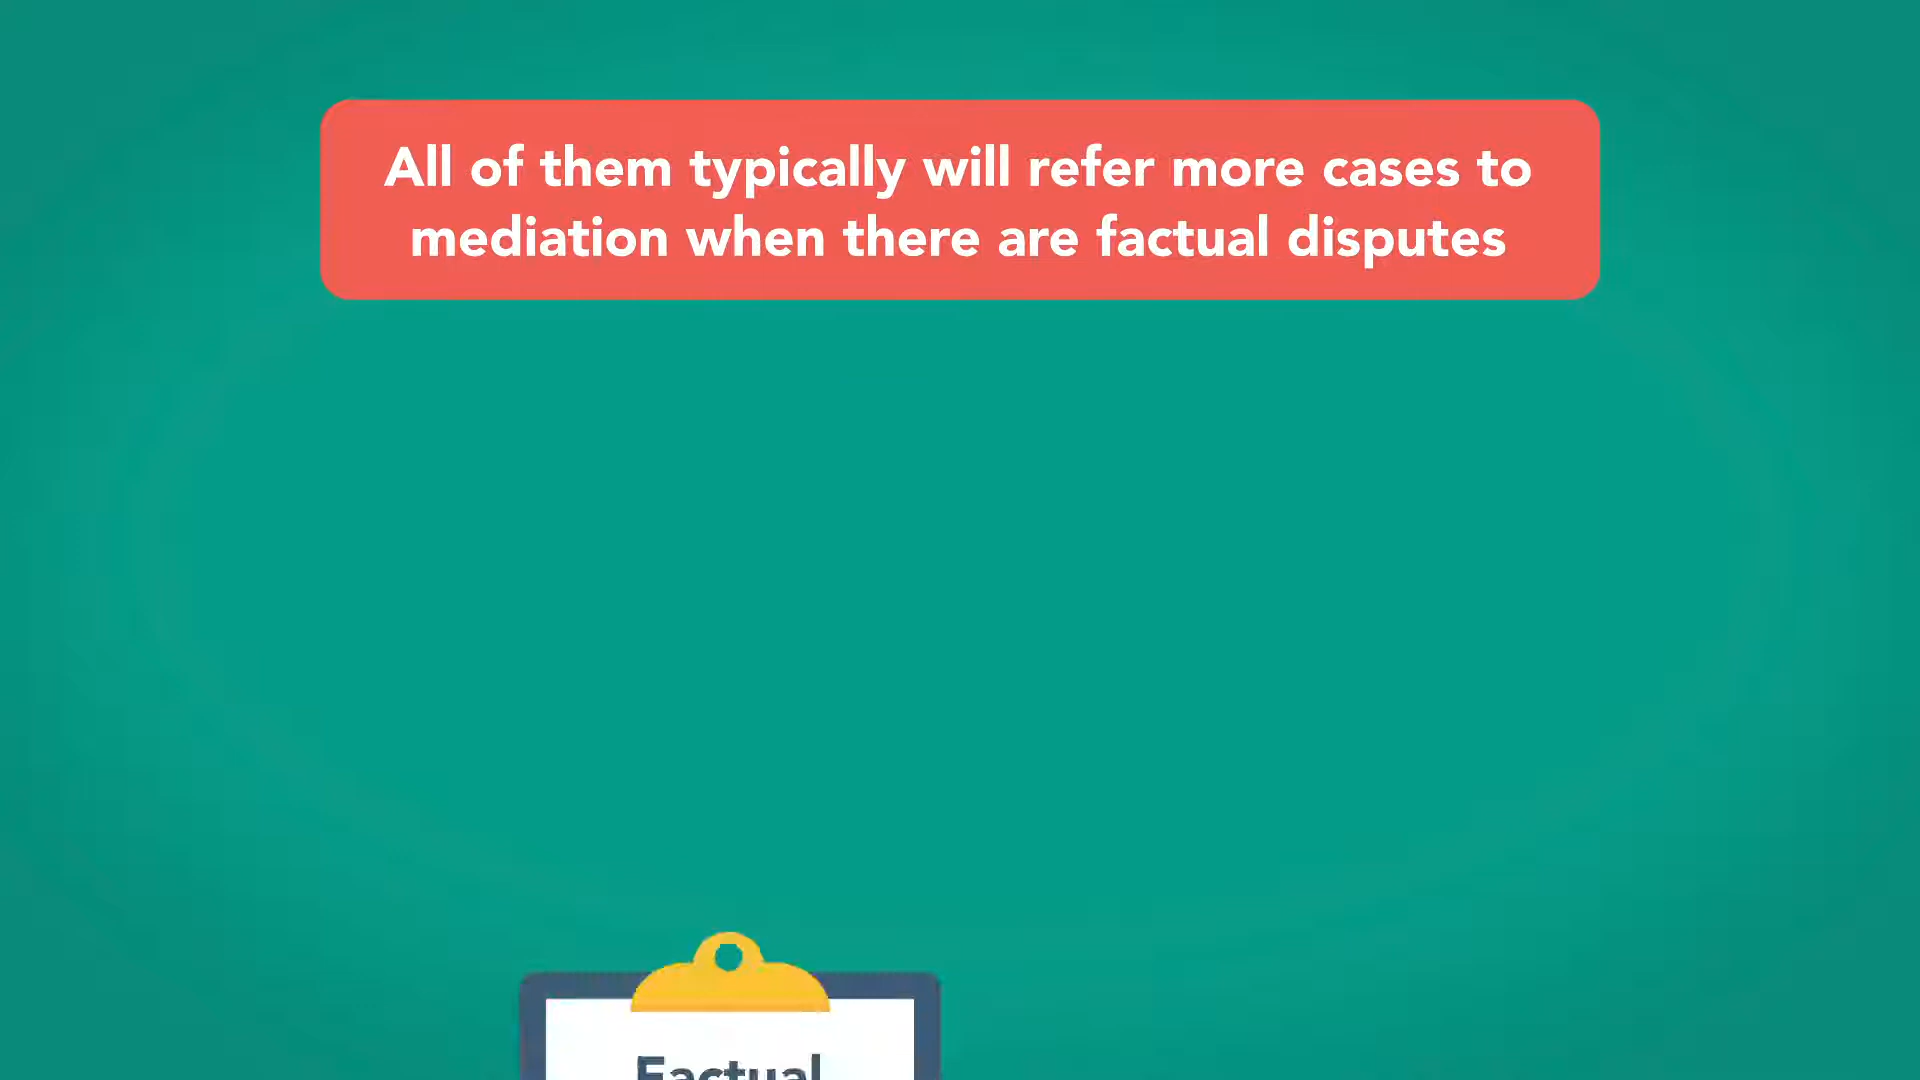 All of them typically will refer more cases to
mediation when there are factual disputes
Factual